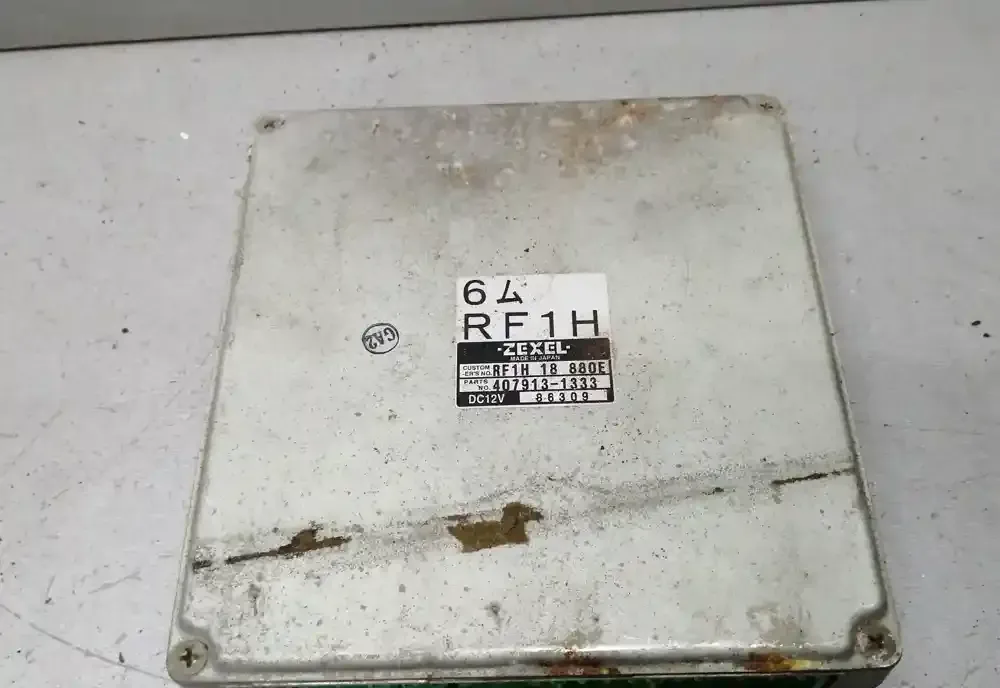 6ム
RF1H
-ZEXEL-
MADE IN JAPAN
CUSTOM-ER'S NO. RF1H 18 880E
PARTS NO. 407913-1333
DC12V 86309
GA2